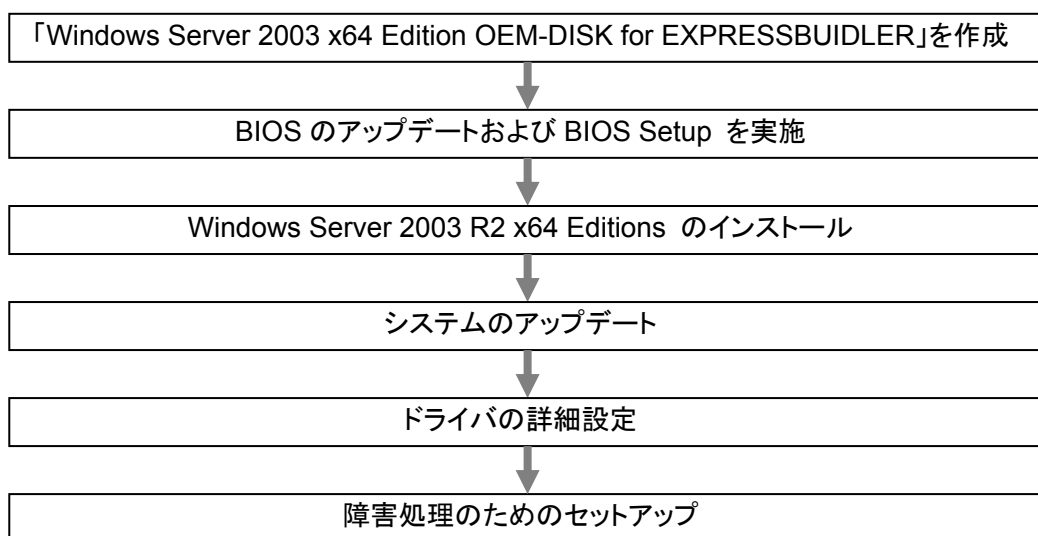 「Windows Server 2003 x64 Edition OEM-DISK for EXPRESSBUIDLER」を作成
BIOS のアップデートおよび BIOS Setup を実施
Windows Server 2003 R2 x64 Editions のインストール
システムのアップデート
ドライバの詳細設定
障害処理のためのセットアップ